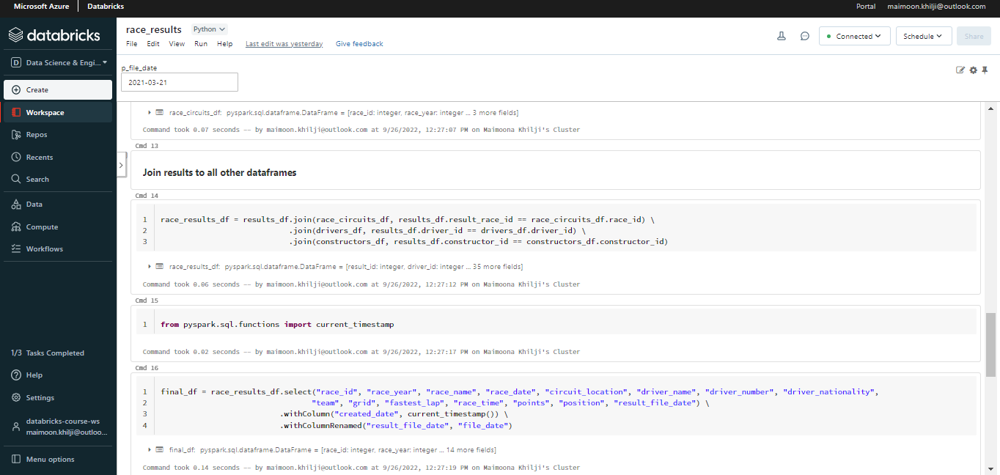 Microsoft Azure Databricks Portal maimoon.khilji@outlook.com
databricks
D Data Science & Engi...
Create
Workspace
Repos
Recents
Search
Data
Compute
Workflows
1/3 Tasks Completed
Help
Settings
databricks-course-ws
maimoon.khilji@outloo...
Menu options
race_results Python
File Edit View Run Help Last edit was yesterday Give feedback
Connected Schedule Share
p_file_date
2021-03-21
race_circuits_df: pyspark.sql.dataframe.DataFrame = [race_id: integer, race_year: integer ... 3 more fields]
Command took 0.07 seconds -- by maimoon.khilji@outlook.com at 9/26/2022, 12:27:07 PM on Maimoona Khilji's Cluster
Cmd 13
Join results to all other dataframes
Cmd 14
1 race_results_df = results_df.join(race_circuits_df, results_df.result_race_id == race_circuits_df.race_id) \
2 .join(drivers_df, results_df.driver_id == drivers_df.driver_id) \
3 .join(constructors_df, results_df.constructor_id == constructors_df.constructor_id)
race_results_df: pyspark.sql.dataframe.DataFrame = [result_id: integer, driver_id: integer ... 35 more fields]
Command took 0.06 seconds -- by maimoon.khilji@outlook.com at 9/26/2022, 12:27:12 PM on Maimoona Khilji's Cluster
Cmd 15
1 from pyspark.sql.functions import current_timestamp
Command took 0.02 seconds -- by maimoon.khilji@outlook.com at 9/26/2022, 12:27:17 PM on Maimoona Khilji's Cluster
Cmd 16
1 final_df = race_results_df.select("race_id", "race_year", "race_name", "race_date", "circuit_location", "driver_name", "driver_number", "driver_nationality",
2 "team", "grid", "fastest_lap", "race_time", "points", "position", "result_file_date") \
3 .withColumn("created_date", current_timestamp()) \
4 .withColumnRenamed("result_file_date", "file_date")
final_df: pyspark.sql.dataframe.DataFrame = [race_id: integer, race_year: integer ... 14 more fields]
Command took 0.14 seconds -- by maimoon.khilji@outlook.com at 9/26/2022, 12:27:19 PM on Maimoona Khilji's Cluster